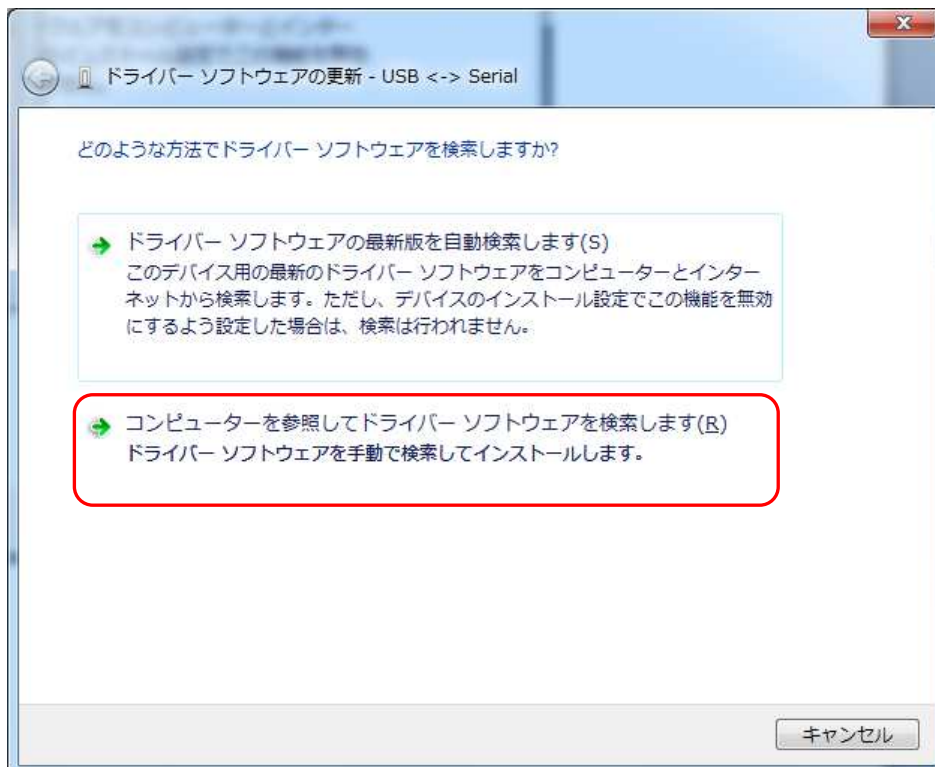 ドライバー ソフトウェアの更新 - USB <-> Serial
どのような方法でドライバー ソフトウェアを検索しますか?
ドライバー ソフトウェアの最新版を自動検索します(S)
このデバイス用の最新のドライバー ソフトウェアをコンピューターとインター
ネットから検索します。ただし、デバイスのインストール設定でこの機能を無効
にするよう設定した場合は、検索は行われません。
コンピューターを参照してドライバー ソフトウェアを検索します(R)
ドライバー ソフトウェアを手動で検索してインストールします。
キャンセル